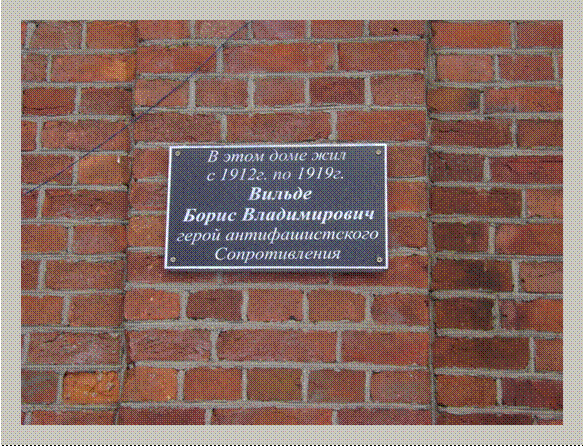 В этом доме жил
с 1912г. по 1919г.
Вильде
Борис Владимирович
герой антифашистского
Сопротивления